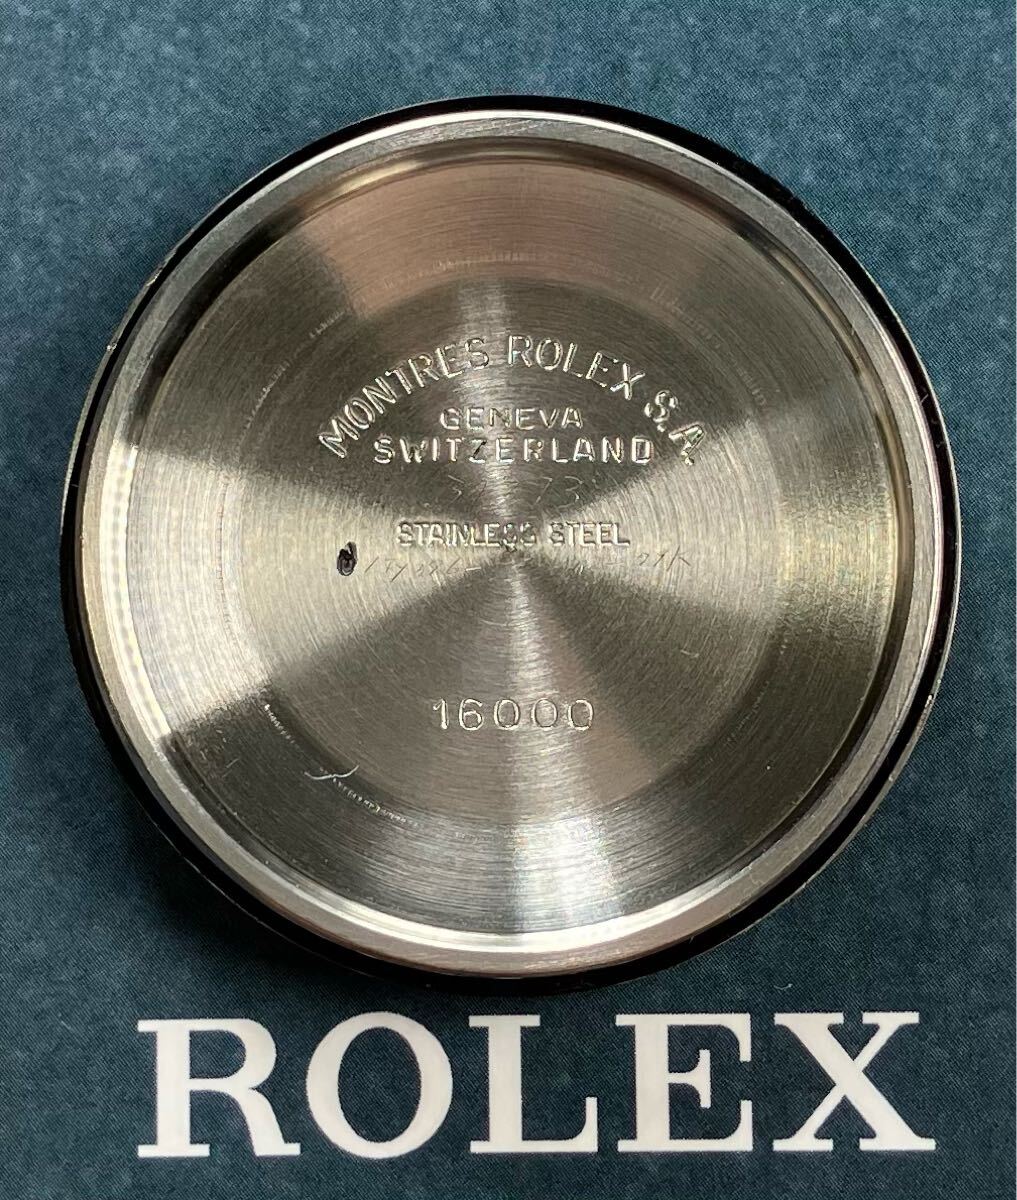 MONTRES ROLEX S.A.
GENEVA
SWITZERLAND
STAINLESS STEEL
16000
ROLEX